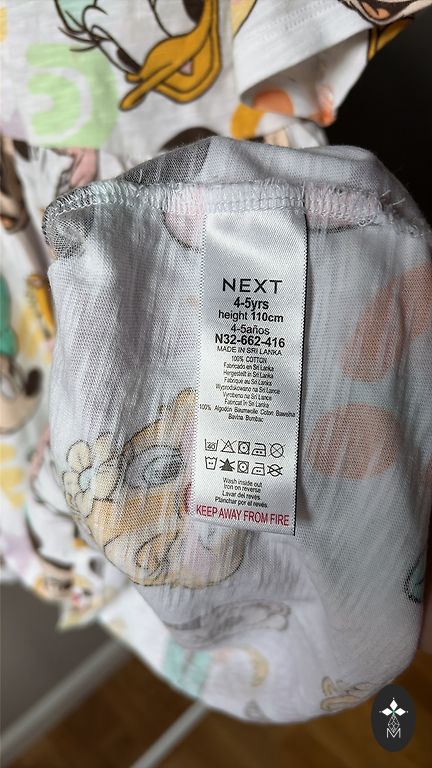 NEXT
4-5yrs
height 110cm
4-5años
N32-662-416
MADE IN SRI LANKA
100% COTTON
Fabricado en Sri Lanka
Hergestellt in Sri Lanka
Fabriqué au Sri Lanka
Wyprodukowano na Sri Lance
Vyrobeno na Srí Lance
Fabricat în Sri Lanka
100% Algodón Baumwolle Coton Bawełna
Bavlna Bumbac
40
Wash inside out
Iron on reverse
Lavar del revés
Planchar por el revés
KEEP AWAY FROM FIRE
M